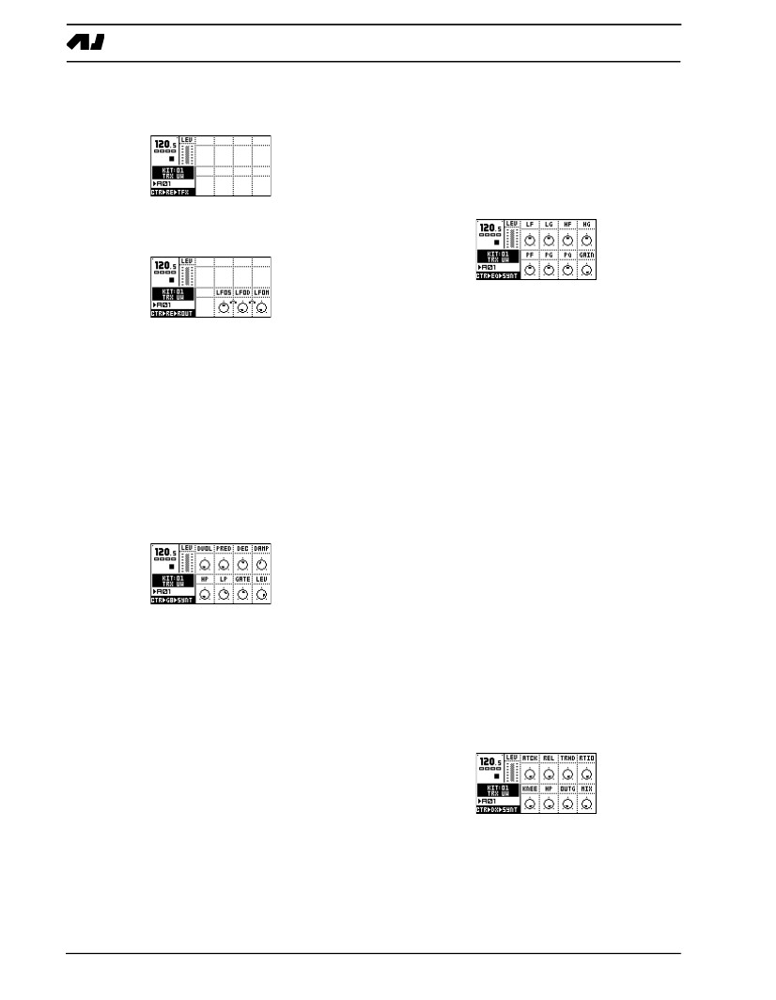 120.5 LEV
KIT:01
TRX UW
A01
CTR▶RE▶TFX
120.5 LEV
KIT:01
TRX UW
LFOS LFOD LFOM
A01
CTR▶RE▶ROUT
120.5 LEV DVOL PRED DEC DAMP
KIT:01
TRX UW
HP LP GATE LEV
A01
CTR▶GB▶SYNT
120.5 LEV LF LG HF HG
KIT:01
TRX UW
PF PG PQ GAIN
A01
CTR▶EQ▶SYNT
120.5 LEV ATCK REL TRHD RTIO
KIT:01
TRX UW
KNEE HP OUTG MIX
A01
CTR▶DX▶SYNT